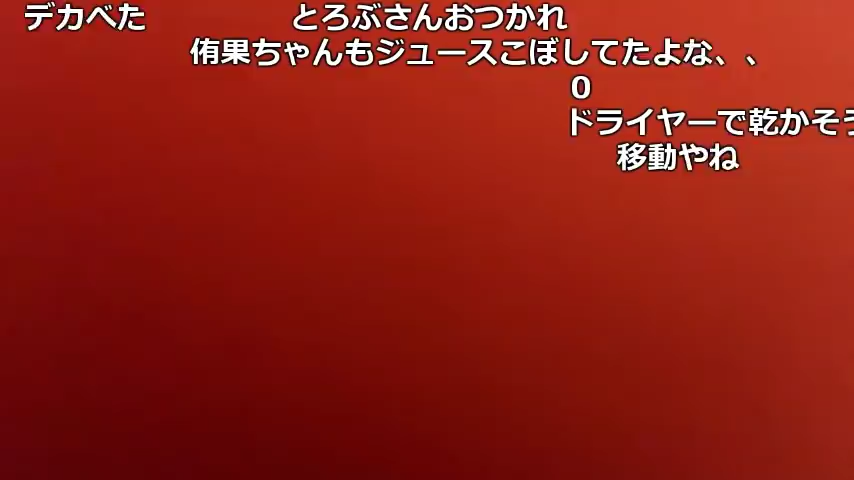 デカべた
とろぶさんおつかれ
侑果ちゃんもジュースこぼしてたよな、、
0
ドライヤーで乾かそう
移動やね